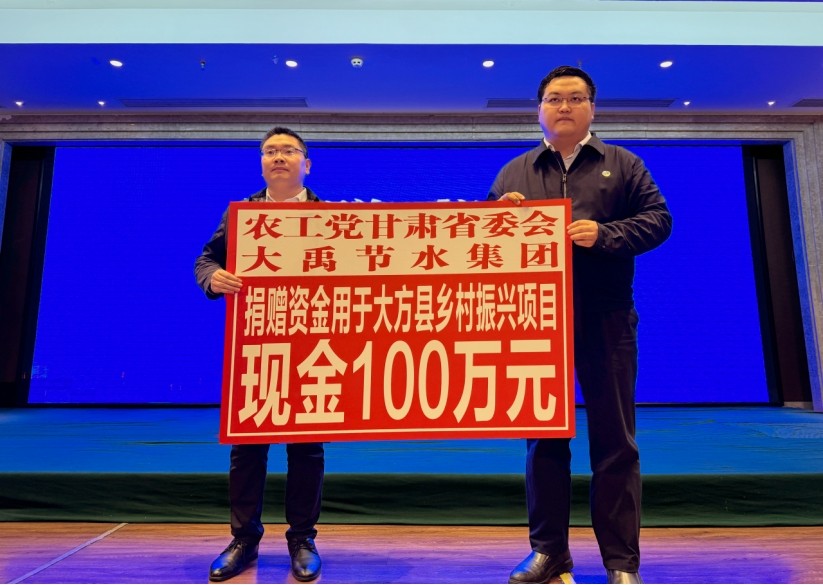 农工党甘肃省委会
大禹节水集团
捐赠资金用于大方县乡村振兴项目
现金100万元